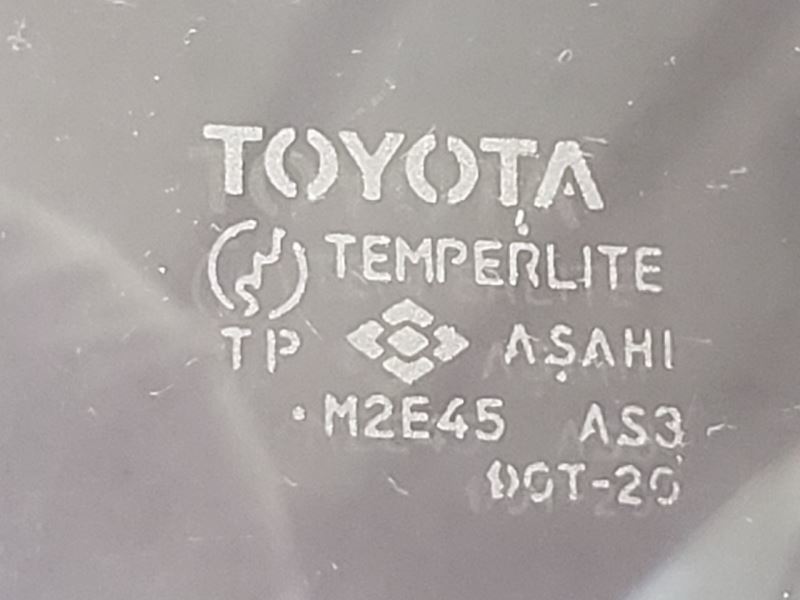 TOYOTA
TEMPERLITE
TP ASAHI
·M2E45 AS3
DOT-20